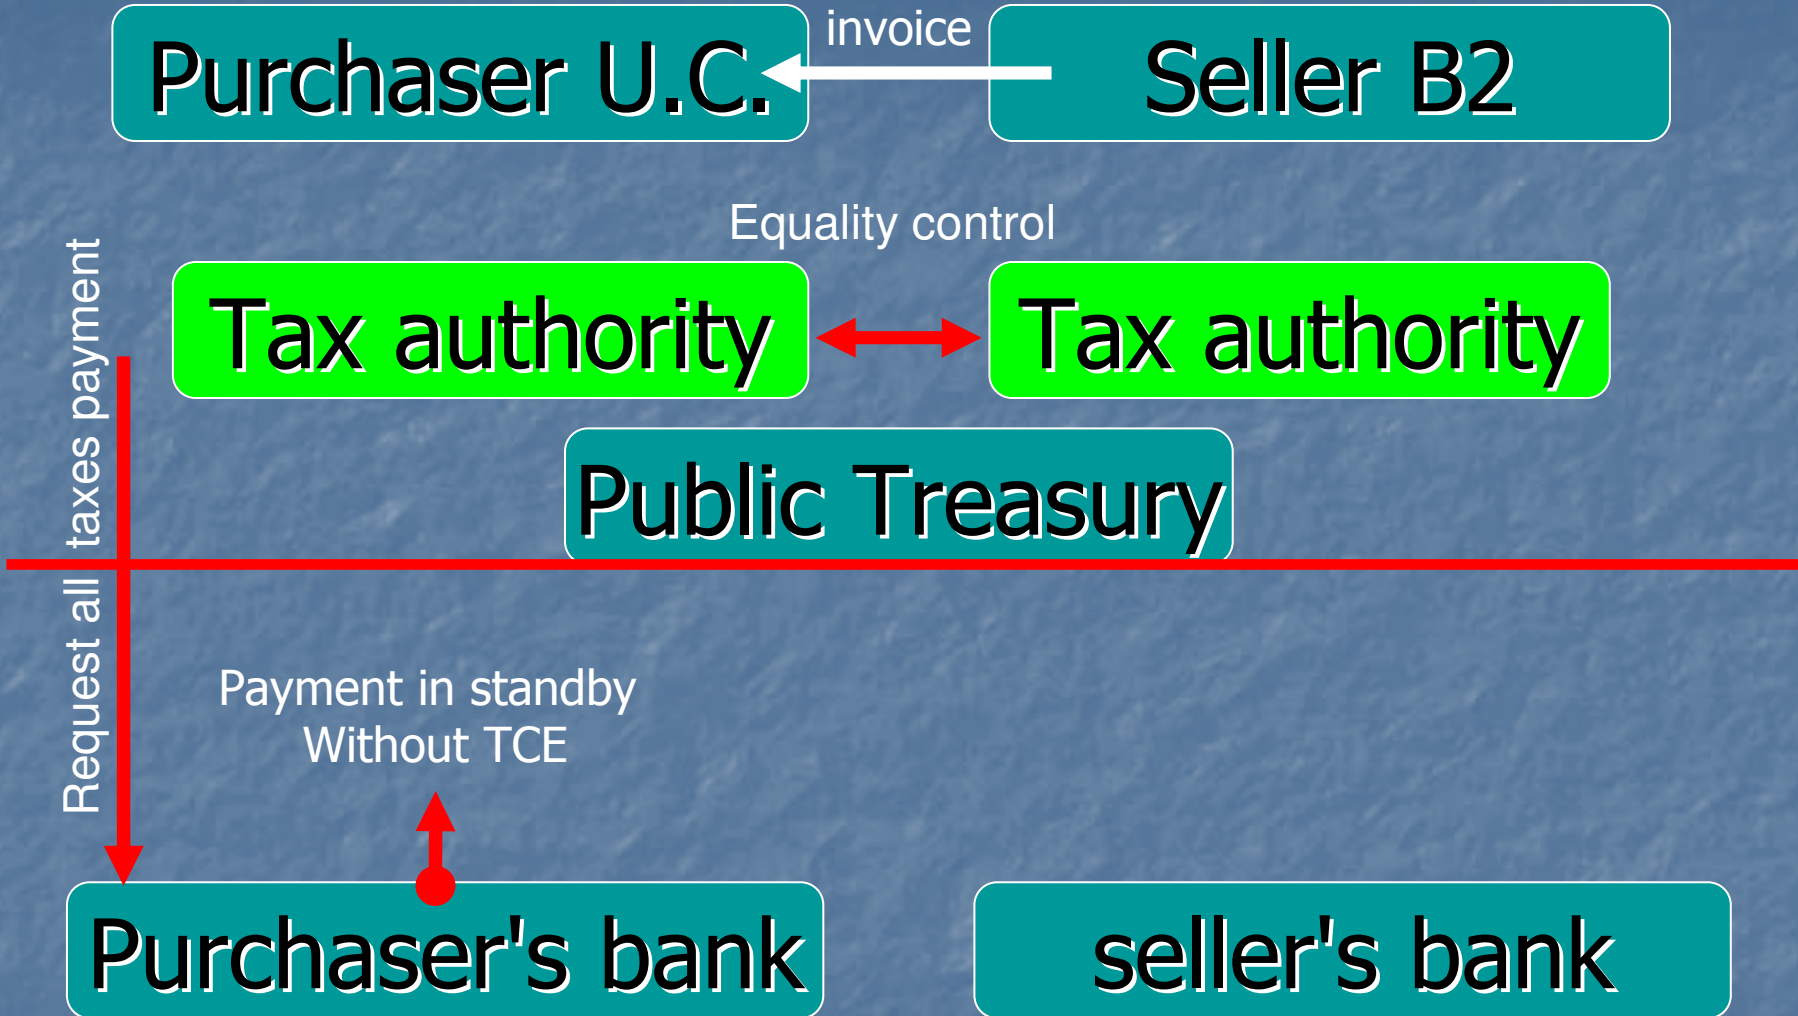 invoice
Purchaser U.C.
Seller B2
Equality control
Tax authority
Tax authority
Request all taxes payment
Public Treasury
Payment in standby
Without TCE
Purchaser's bank
seller's bank